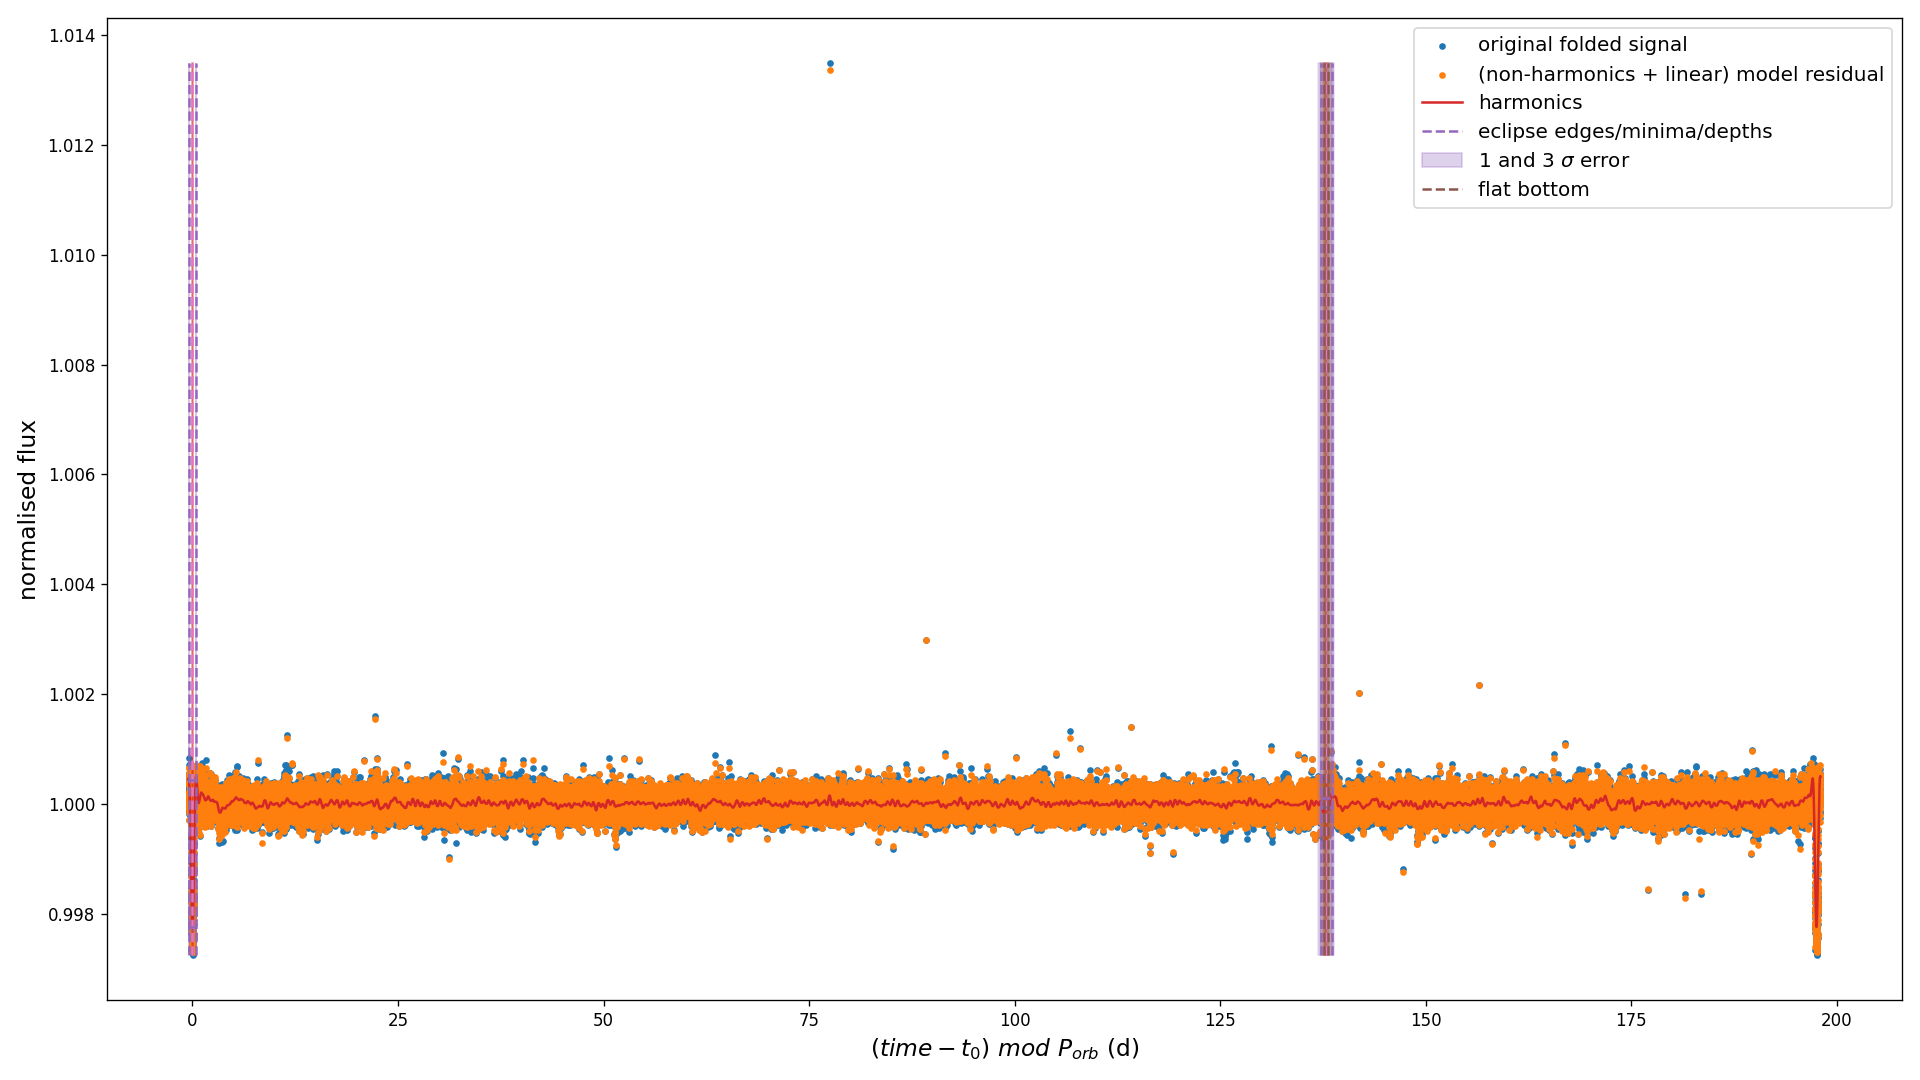 1.014
1.012
1.010
1.008
1.006
1.004
1.002
1.000
0.998
normalised flux
original folded signal
(non-harmonics + linear) model residual
harmonics
eclipse edges/minima/depths
1 and 3 σ error
flat bottom
0 25 50 75 100 125 150 175 200
(time − t₀) mod P_orb (d)